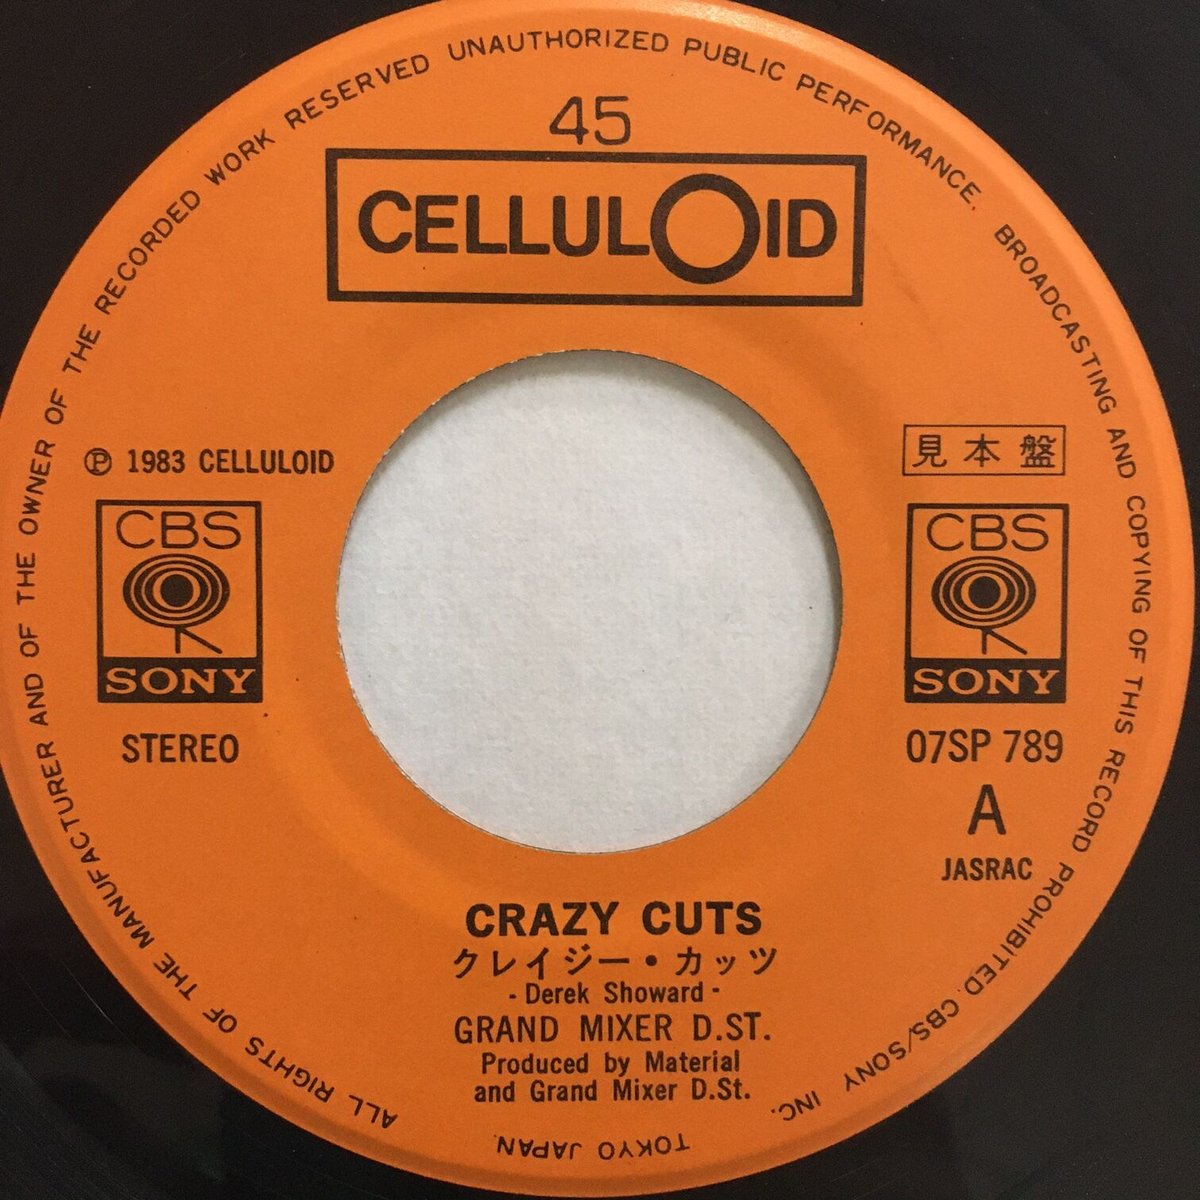 ALL RIGHTS OF THE MANUFACTURER AND OF THE OWNER OF THE RECORDED WORK RESERVED UNAUTHORIZED PUBLIC PERFORMANCE, BROADCASTING AND COPYING OF THIS RECORD PROHIBITED. CBS/SONY INC. TOKYO JAPAN.
45
CELLULOID
Ⓟ 1983 CELLULOID
CBS
SONY
STEREO
見本盤
CBS
SONY
07SP 789
A
JASRAC
CRAZY CUTS
クレイジー・カッツ
- Derek Showard -
GRAND MIXER D.ST.
Produced by Material
and Grand Mixer D.St.